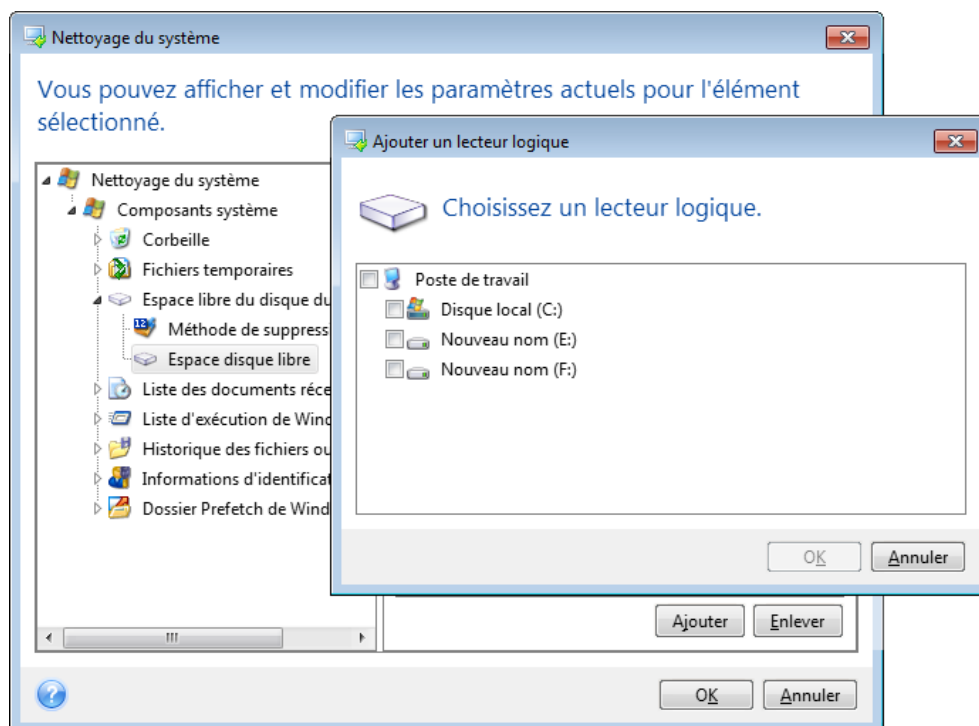 Nettoyage du système
Vous pouvez afficher et modifier les paramètres actuels pour l'élément
sélectionné.
Nettoyage du système
Composants système
Corbeille
Fichiers temporaires
Espace libre du disque du
Méthode de suppress
Espace disque libre
Liste des documents réce
Liste d'exécution de Wind
Historique des fichiers ou
Informations d'identificat
Dossier Prefetch de Wind
Ajouter un lecteur logique
Choisissez un lecteur logique.
Poste de travail
Disque local (C:)
Nouveau nom (E:)
Nouveau nom (F:)
OK
Annuler
Ajouter
Enlever
OK
Annuler